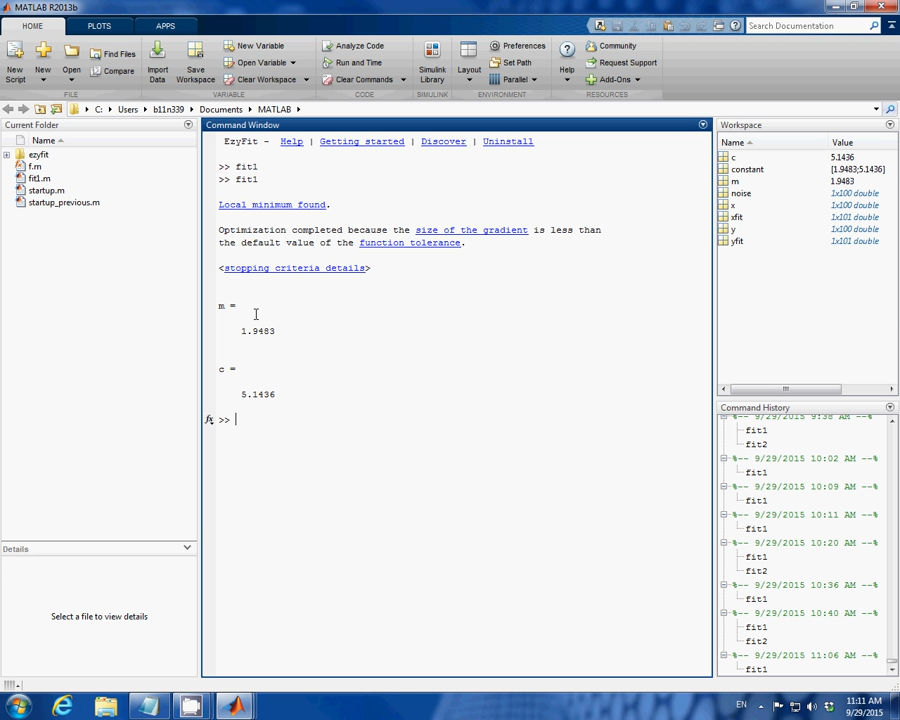 MATLAB R2013b
HOME
PLOTS
APPS
Search Documentation
New Script
New
Open
Find Files
Compare
Import Data
Save Workspace
New Variable
Open Variable
Clear Workspace
Analyze Code
Run and Time
Clear Commands
Simulink Library
Layout
Preferences
Set Path
Parallel
Help
Community
Request Support
Add-Ons
FILE
VARIABLE
CODE
SIMULINK
ENVIRONMENT
RESOURCES
C: Users b11n339 Documents MATLAB
Current Folder
Name
ezyfit
f.m
fit1.m
startup.m
startup_previous.m
Details
Select a file to view details
Command Window
EzyFit - Help | Getting started | Discover | Uninstall
>> fit1
>> fit1
Local minimum found.
Optimization completed because the size of the gradient is less than
the default value of the function tolerance.
<stopping criteria details>
m =
1.9483
c =
5.1436
fx >>
Workspace
Name Value
c 5.1436
constant [1.9483;5.1436]
m 1.9483
noise 1x100 double
x 1x100 double
xfit 1x101 double
y 1x100 double
yfit 1x101 double
Command History
%-- 9/29/2015 9:38 AM --%
fit1
fit2
%-- 9/29/2015 10:02 AM --%
fit1
%-- 9/29/2015 10:09 AM --%
fit1
%-- 9/29/2015 10:11 AM --%
fit1
%-- 9/29/2015 10:20 AM --%
fit1
fit2
%-- 9/29/2015 10:36 AM --%
fit1
%-- 9/29/2015 10:40 AM --%
fit1
fit2
%-- 9/29/2015 11:06 AM --%
fit1
EN
11:11 AM
9/29/2015